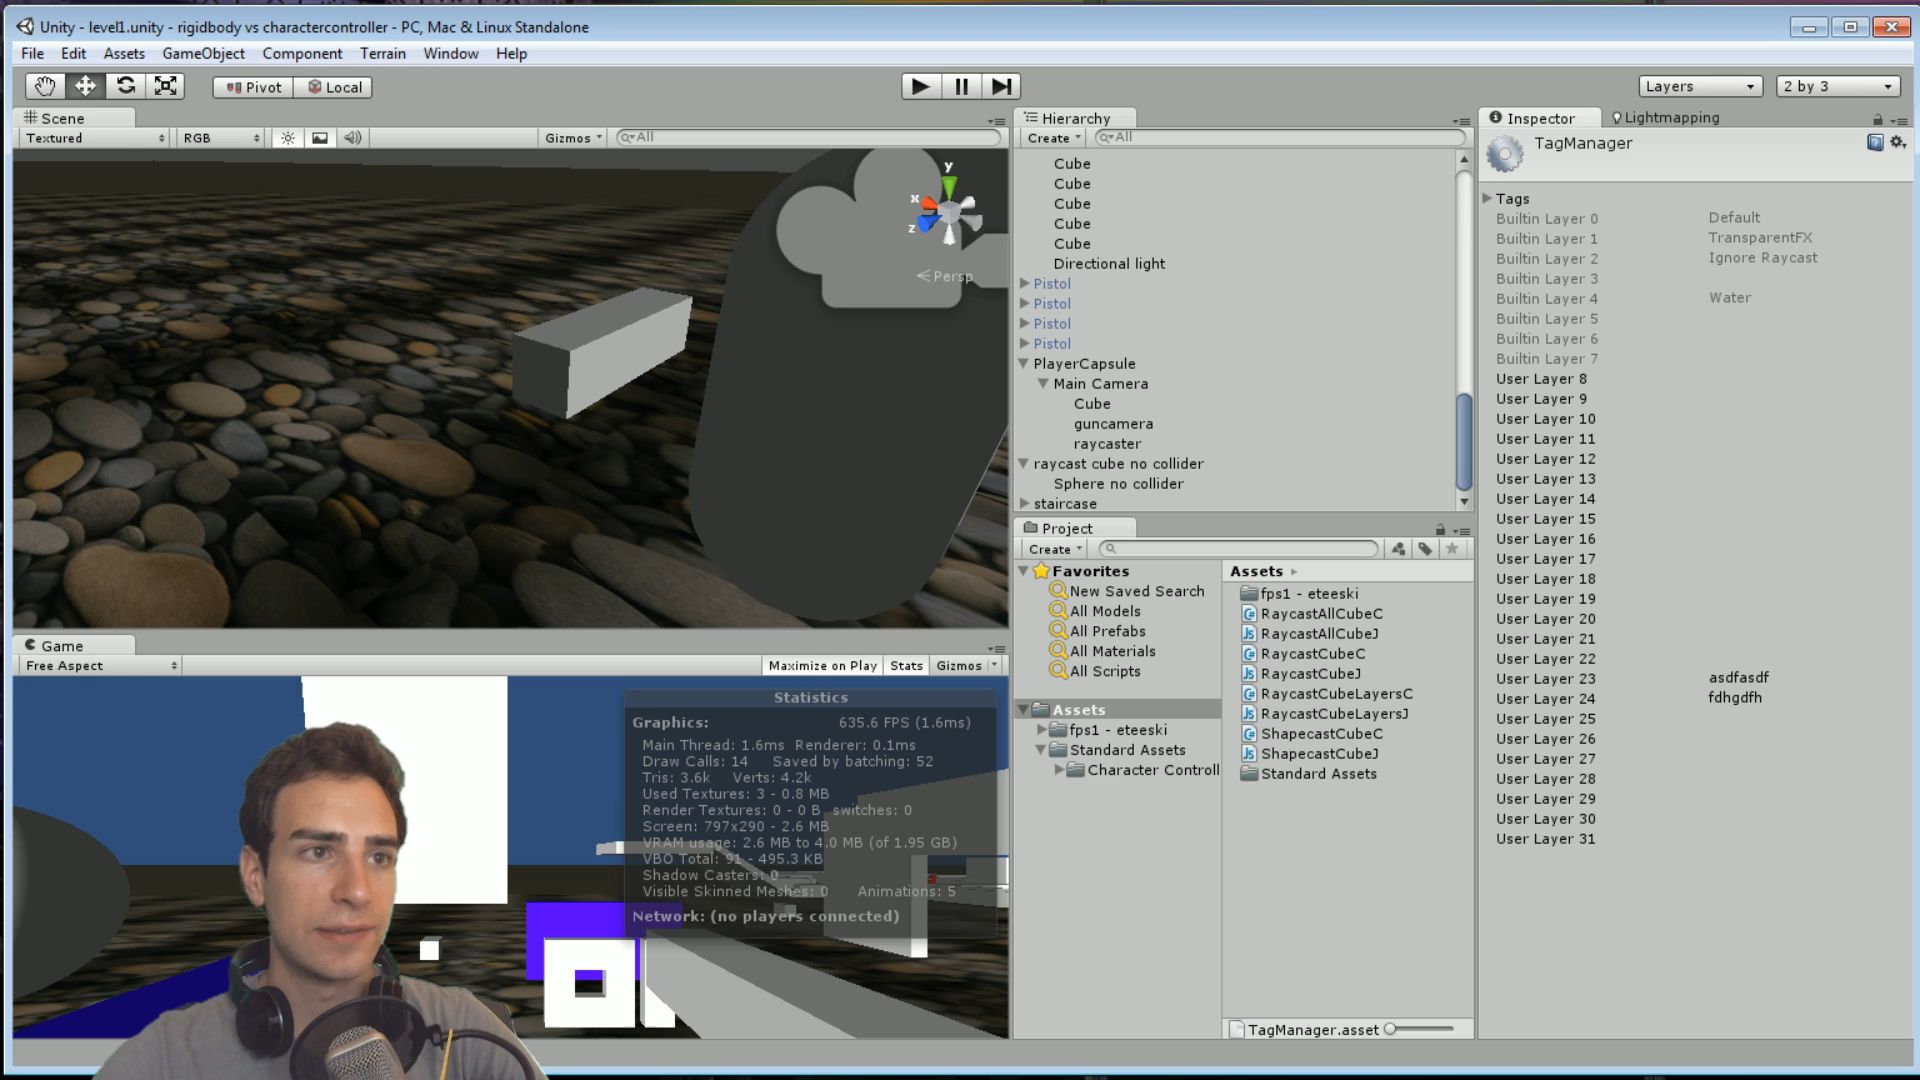 Unity - level1.unity - rigidbody vs charactercontroller - PC, Mac & Linux Standalone
File Edit Assets GameObject Component Terrain Window Help
Pivot Local
Layers 2 by 3
Scene
Textured RGB Gizmos All
y
x
z
Persp
Game
Free Aspect Maximize on Play Stats Gizmos
Statistics
Graphics: 635.6 FPS (1.6ms)
Main Thread: 1.6ms Renderer: 0.1ms
Draw Calls: 14 Saved by batching: 52
Tris: 3.6k Verts: 4.2k
Used Textures: 3 - 0.8 MB
Render Textures: 0 - 0 B switches: 0
Screen: 797x290 - 2.6 MB
VRAM usage: 2.6 MB to 4.0 MB (of 1.95 GB)
VBO Total: 91 - 495.3 KB
Shadow Casters: 0
Visible Skinned Meshes: 0 Animations: 5
Network: (no players connected)
Hierarchy
Create All
Cube
Cube
Cube
Cube
Cube
Directional light
Pistol
Pistol
Pistol
Pistol
PlayerCapsule
Main Camera
Cube
guncamera
raycaster
raycast cube no collider
Sphere no collider
staircase
Project
Create
Favorites
New Saved Search
All Models
All Prefabs
All Materials
All Scripts
Assets
fps1 - eteeski
Standard Assets
Character Controll
Assets
fps1 - eteeski
RaycastAllCubeC
RaycastAllCubeJ
RaycastCubeC
RaycastCubeJ
RaycastCubeLayersC
RaycastCubeLayersJ
ShapecastCubeC
ShapecastCubeJ
Standard Assets
TagManager.asset
Inspector Lightmapping
TagManager
Tags
Builtin Layer 0 Default
Builtin Layer 1 TransparentFX
Builtin Layer 2 Ignore Raycast
Builtin Layer 3
Builtin Layer 4 Water
Builtin Layer 5
Builtin Layer 6
Builtin Layer 7
User Layer 8
User Layer 9
User Layer 10
User Layer 11
User Layer 12
User Layer 13
User Layer 14
User Layer 15
User Layer 16
User Layer 17
User Layer 18
User Layer 19
User Layer 20
User Layer 21
User Layer 22
User Layer 23 asdfasdf
User Layer 24 fdhgdfh
User Layer 25
User Layer 26
User Layer 27
User Layer 28
User Layer 29
User Layer 30
User Layer 31